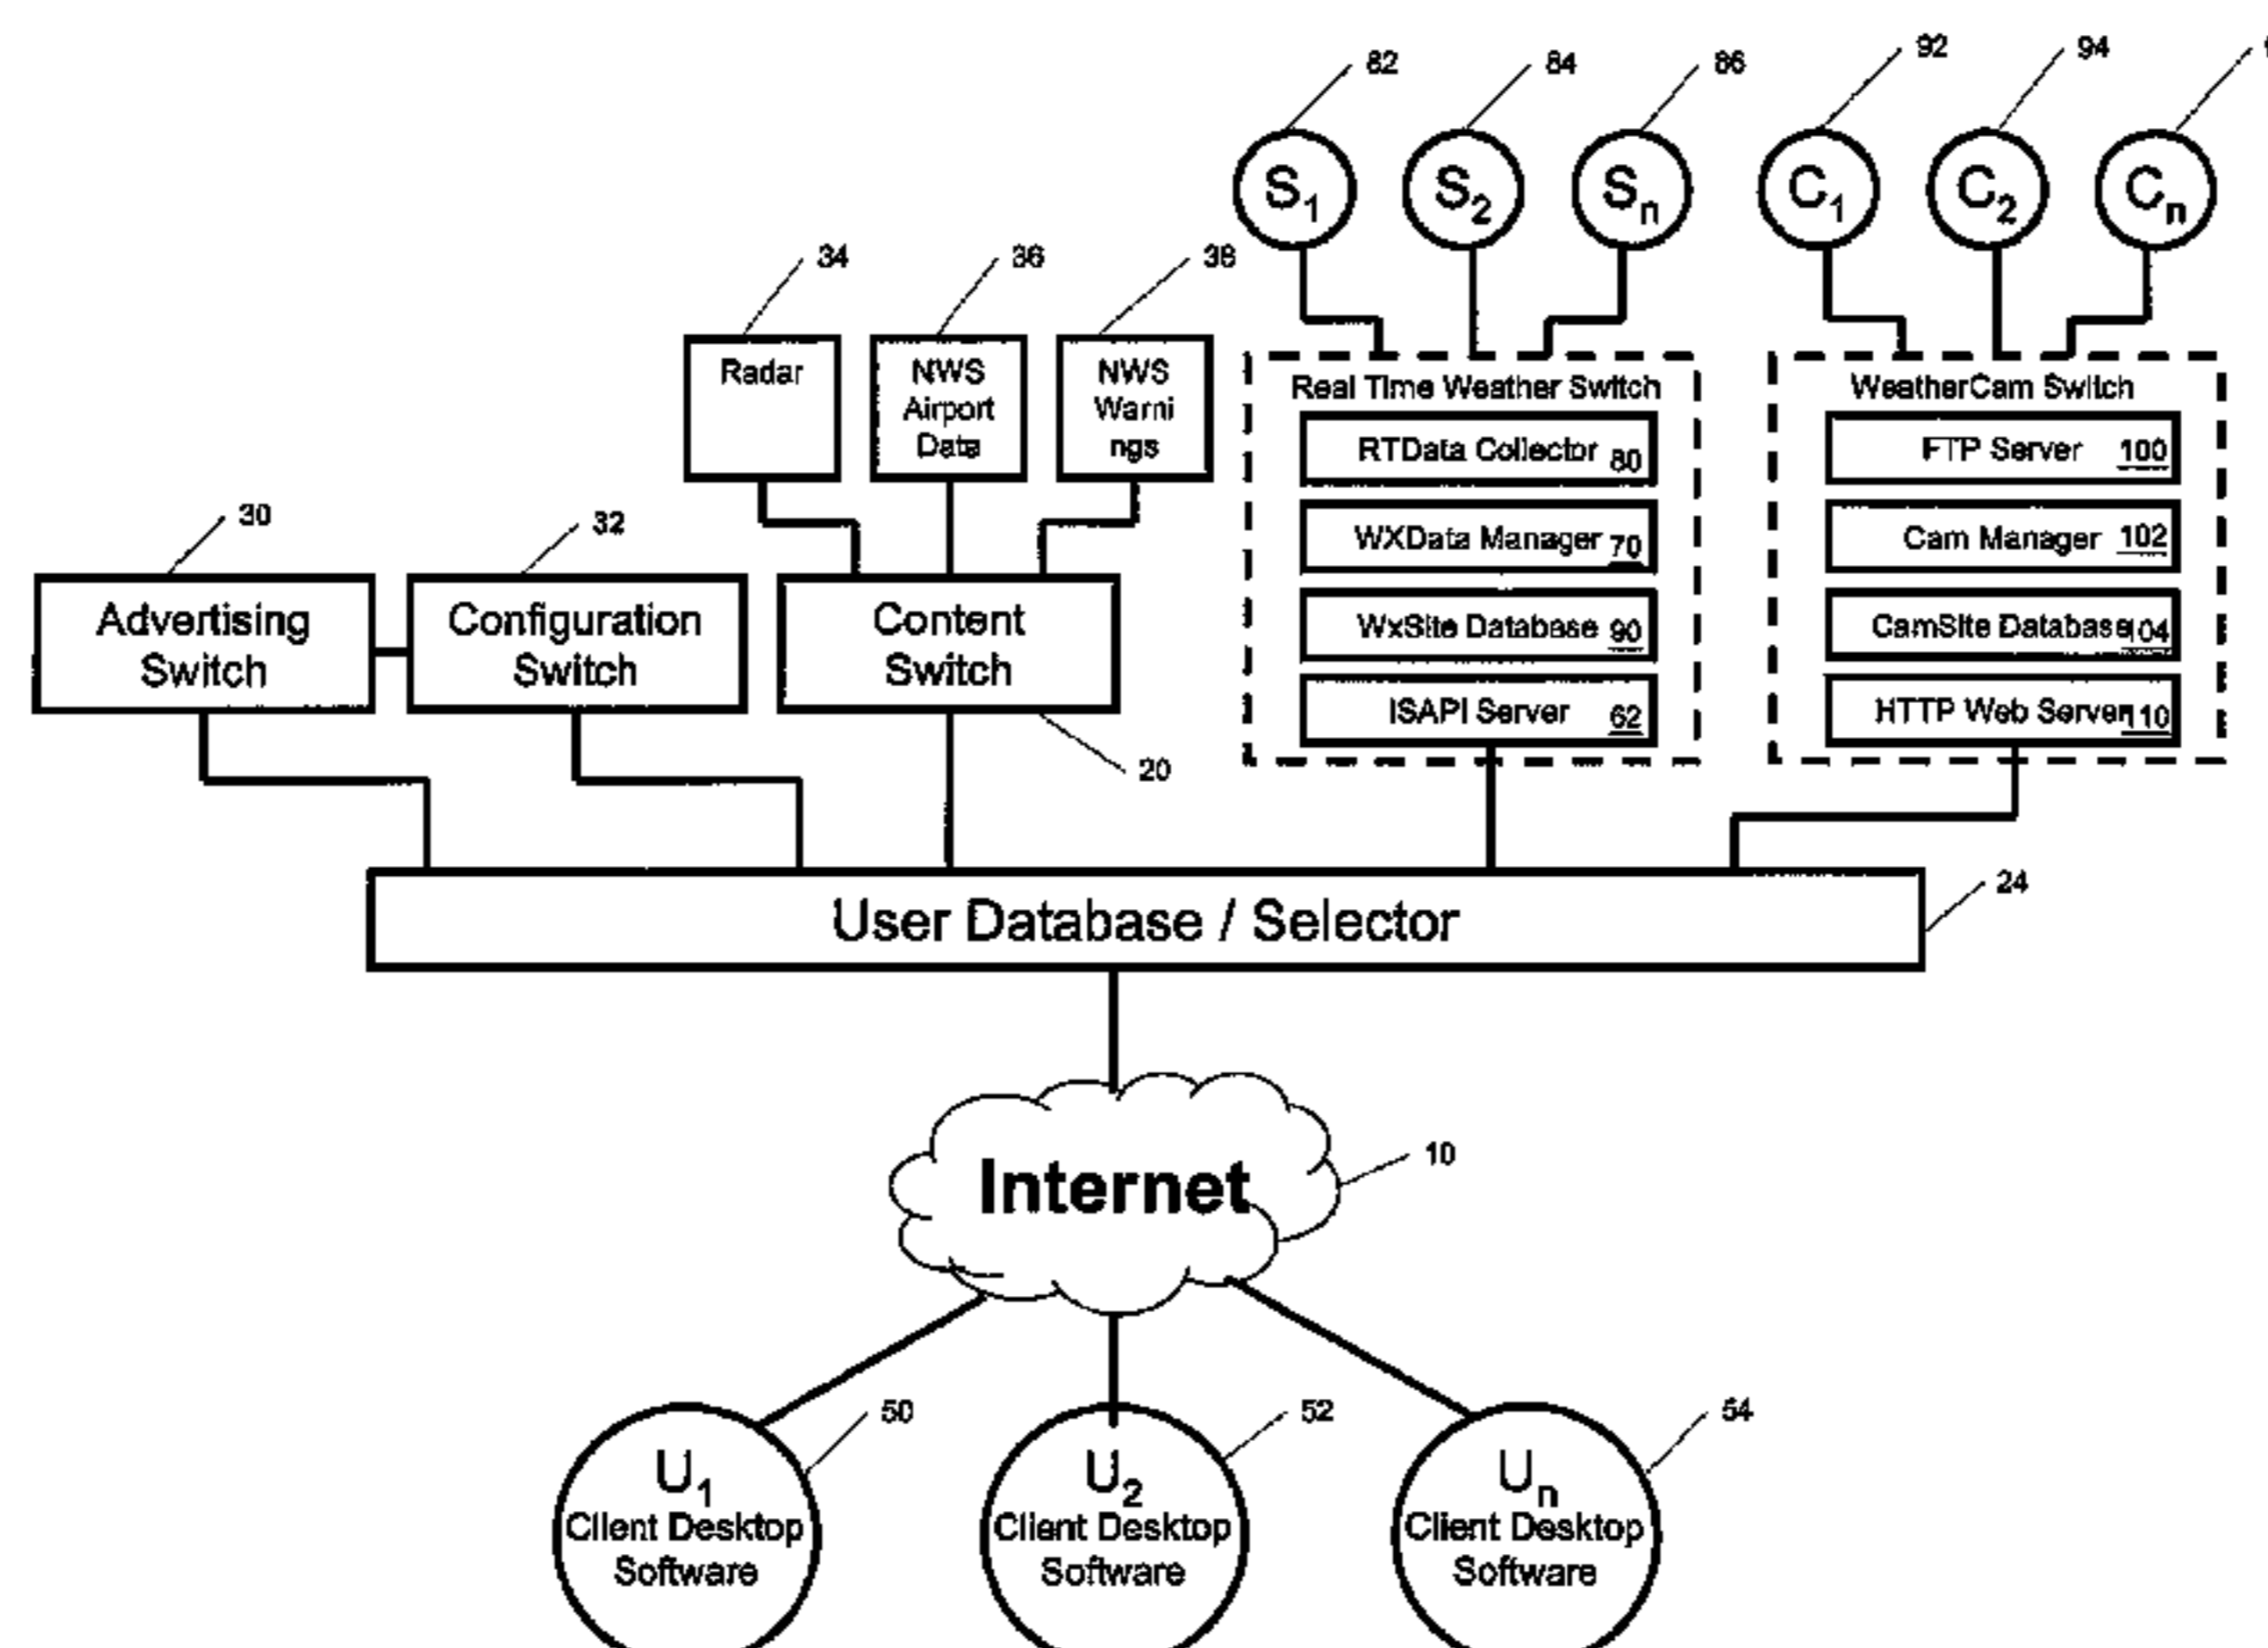 82
84
86
92
94
S1
S2
Sn
C1
C2
Cn
34
36
38
Radar
NWS
Airport
Data
NWS
Warni
ngs
Real Time Weather Switch
RTData Collector 80
WXData Manager 70
WxSite Database 90
ISAPI Server 62
WeatherCam Switch
FTP Server 100
Cam Manager 102
CamSite Database 104
HTTP Web Server 110
30
32
Advertising
Switch
Configuration
Switch
Content
Switch
20
User Database / Selector
24
Internet
10
50
52
54
U1
Client Desktop
Software
U2
Client Desktop
Software
Un
Client Desktop
Software